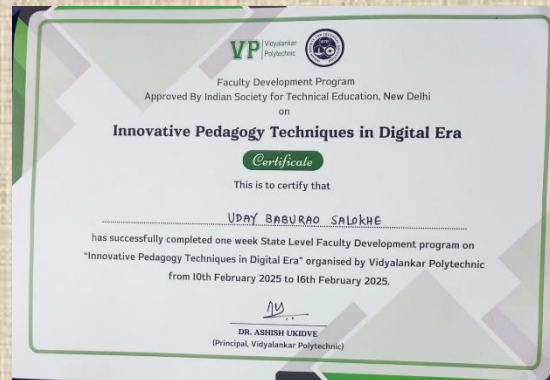 VP Vidyalankar
Polytechnic
Faculty Development Program
Approved By Indian Society for Technical Education, New Delhi
on
Innovative Pedagogy Techniques in Digital Era
Certificate
This is to certify that
UDAY BABURAO SALOKHE
has successfully completed one week State Level Faculty Development program on
“Innovative Pedagogy Techniques in Digital Era” organised by Vidyalankar Polytechnic
from 10th February 2025 to 16th February 2025.
DR. ASHISH UKIDVE
(Principal, Vidyalankar Polytechnic)